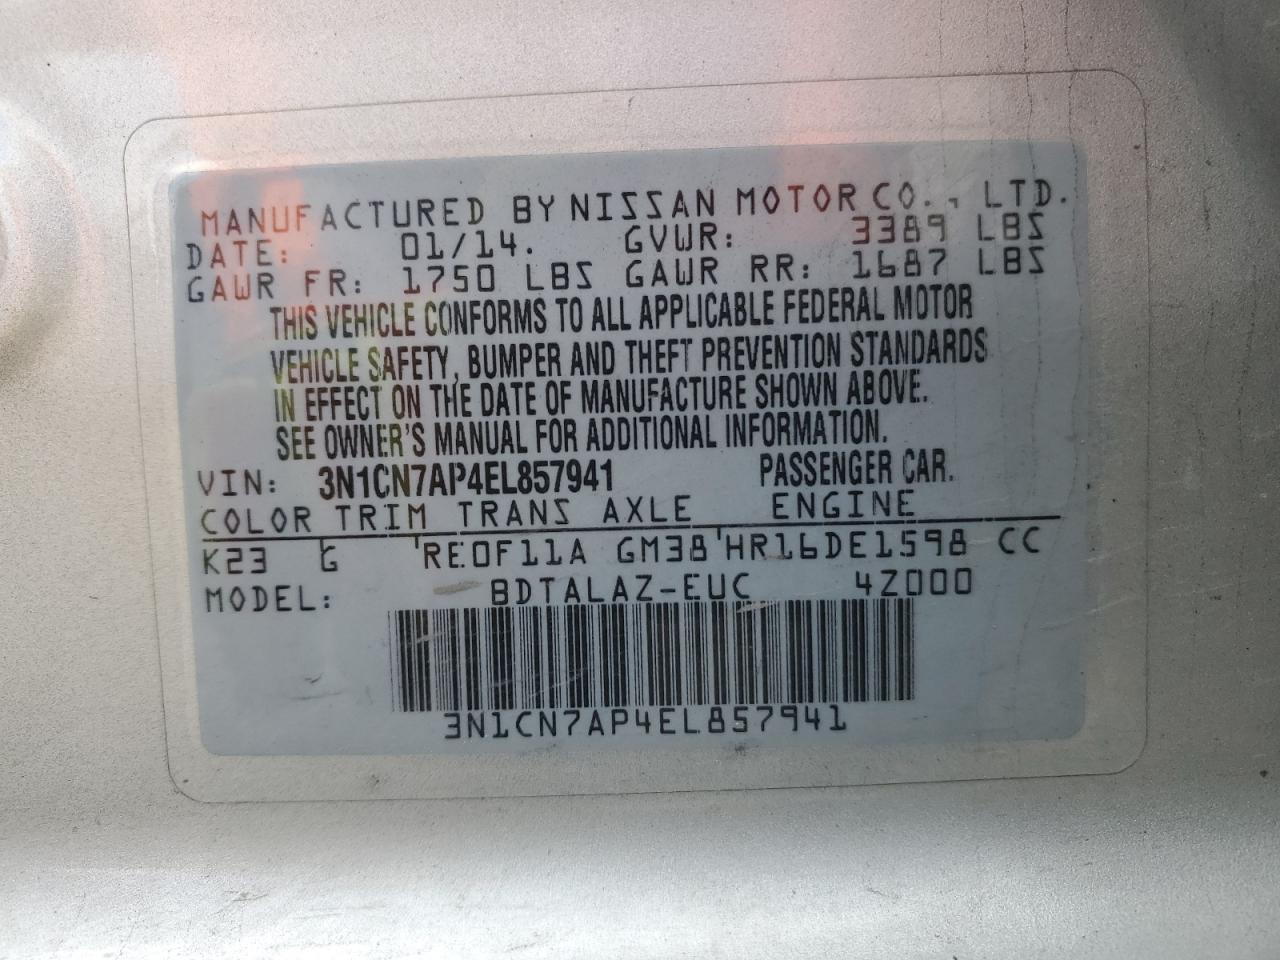 MANUFACTURED BY NISSAN MOTOR CO., LTD.
DATE: 01/14. GVWR: 3389 LBS
GAWR FR: 1750 LBS GAWR RR: 1687 LBS
THIS VEHICLE CONFORMS TO ALL APPLICABLE FEDERAL MOTOR
VEHICLE SAFETY, BUMPER AND THEFT PREVENTION STANDARDS
IN EFFECT ON THE DATE OF MANUFACTURE SHOWN ABOVE.
SEE OWNER'S MANUAL FOR ADDITIONAL INFORMATION.
VIN: 3N1CN7AP4EL857941 PASSENGER CAR.
COLOR TRIM TRANS AXLE ENGINE
K23 G 'RE0F11A GM38'HR16DE1598 CC
MODEL: BDTALAZ-EUC 4Z000
3N1CN7AP4EL857941